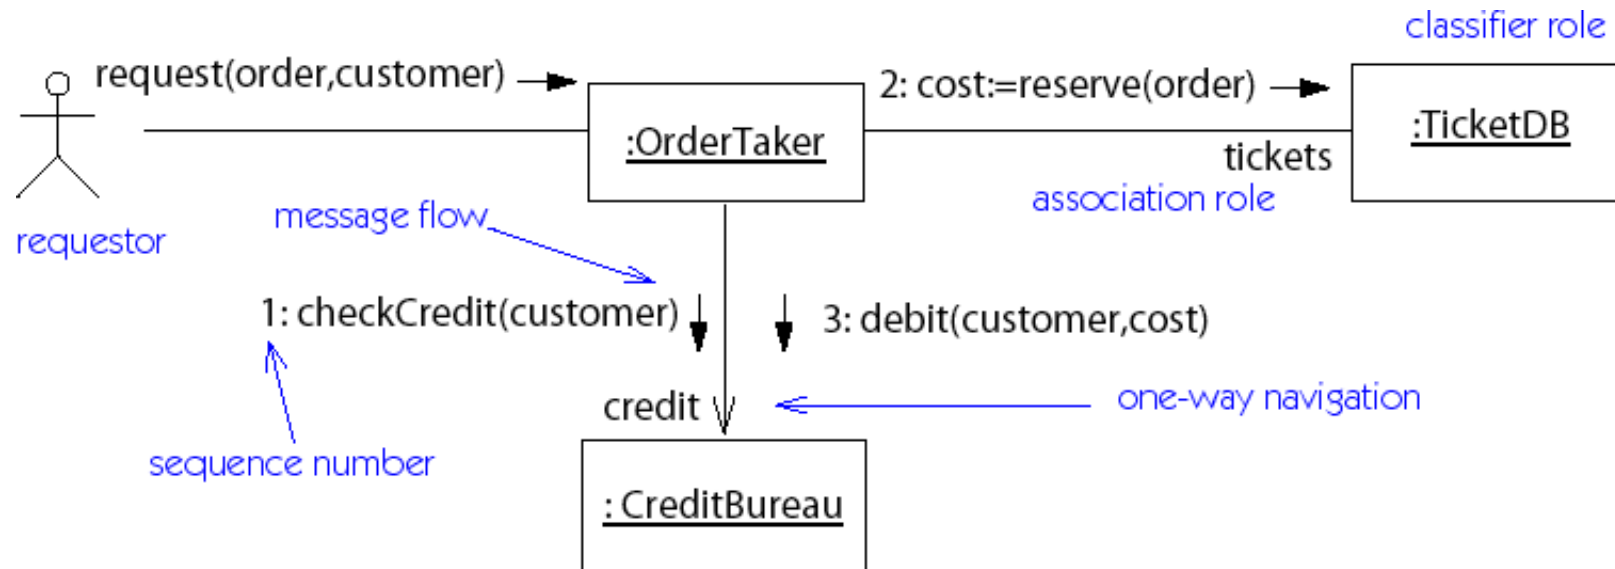 classifier role
request(order,customer)
2: cost:=reserve(order)
:OrderTaker
:TicketDB
tickets
association role
message flow
requestor
1: checkCredit(customer)
3: debit(customer,cost)
credit
one-way navigation
sequence number
: CreditBureau